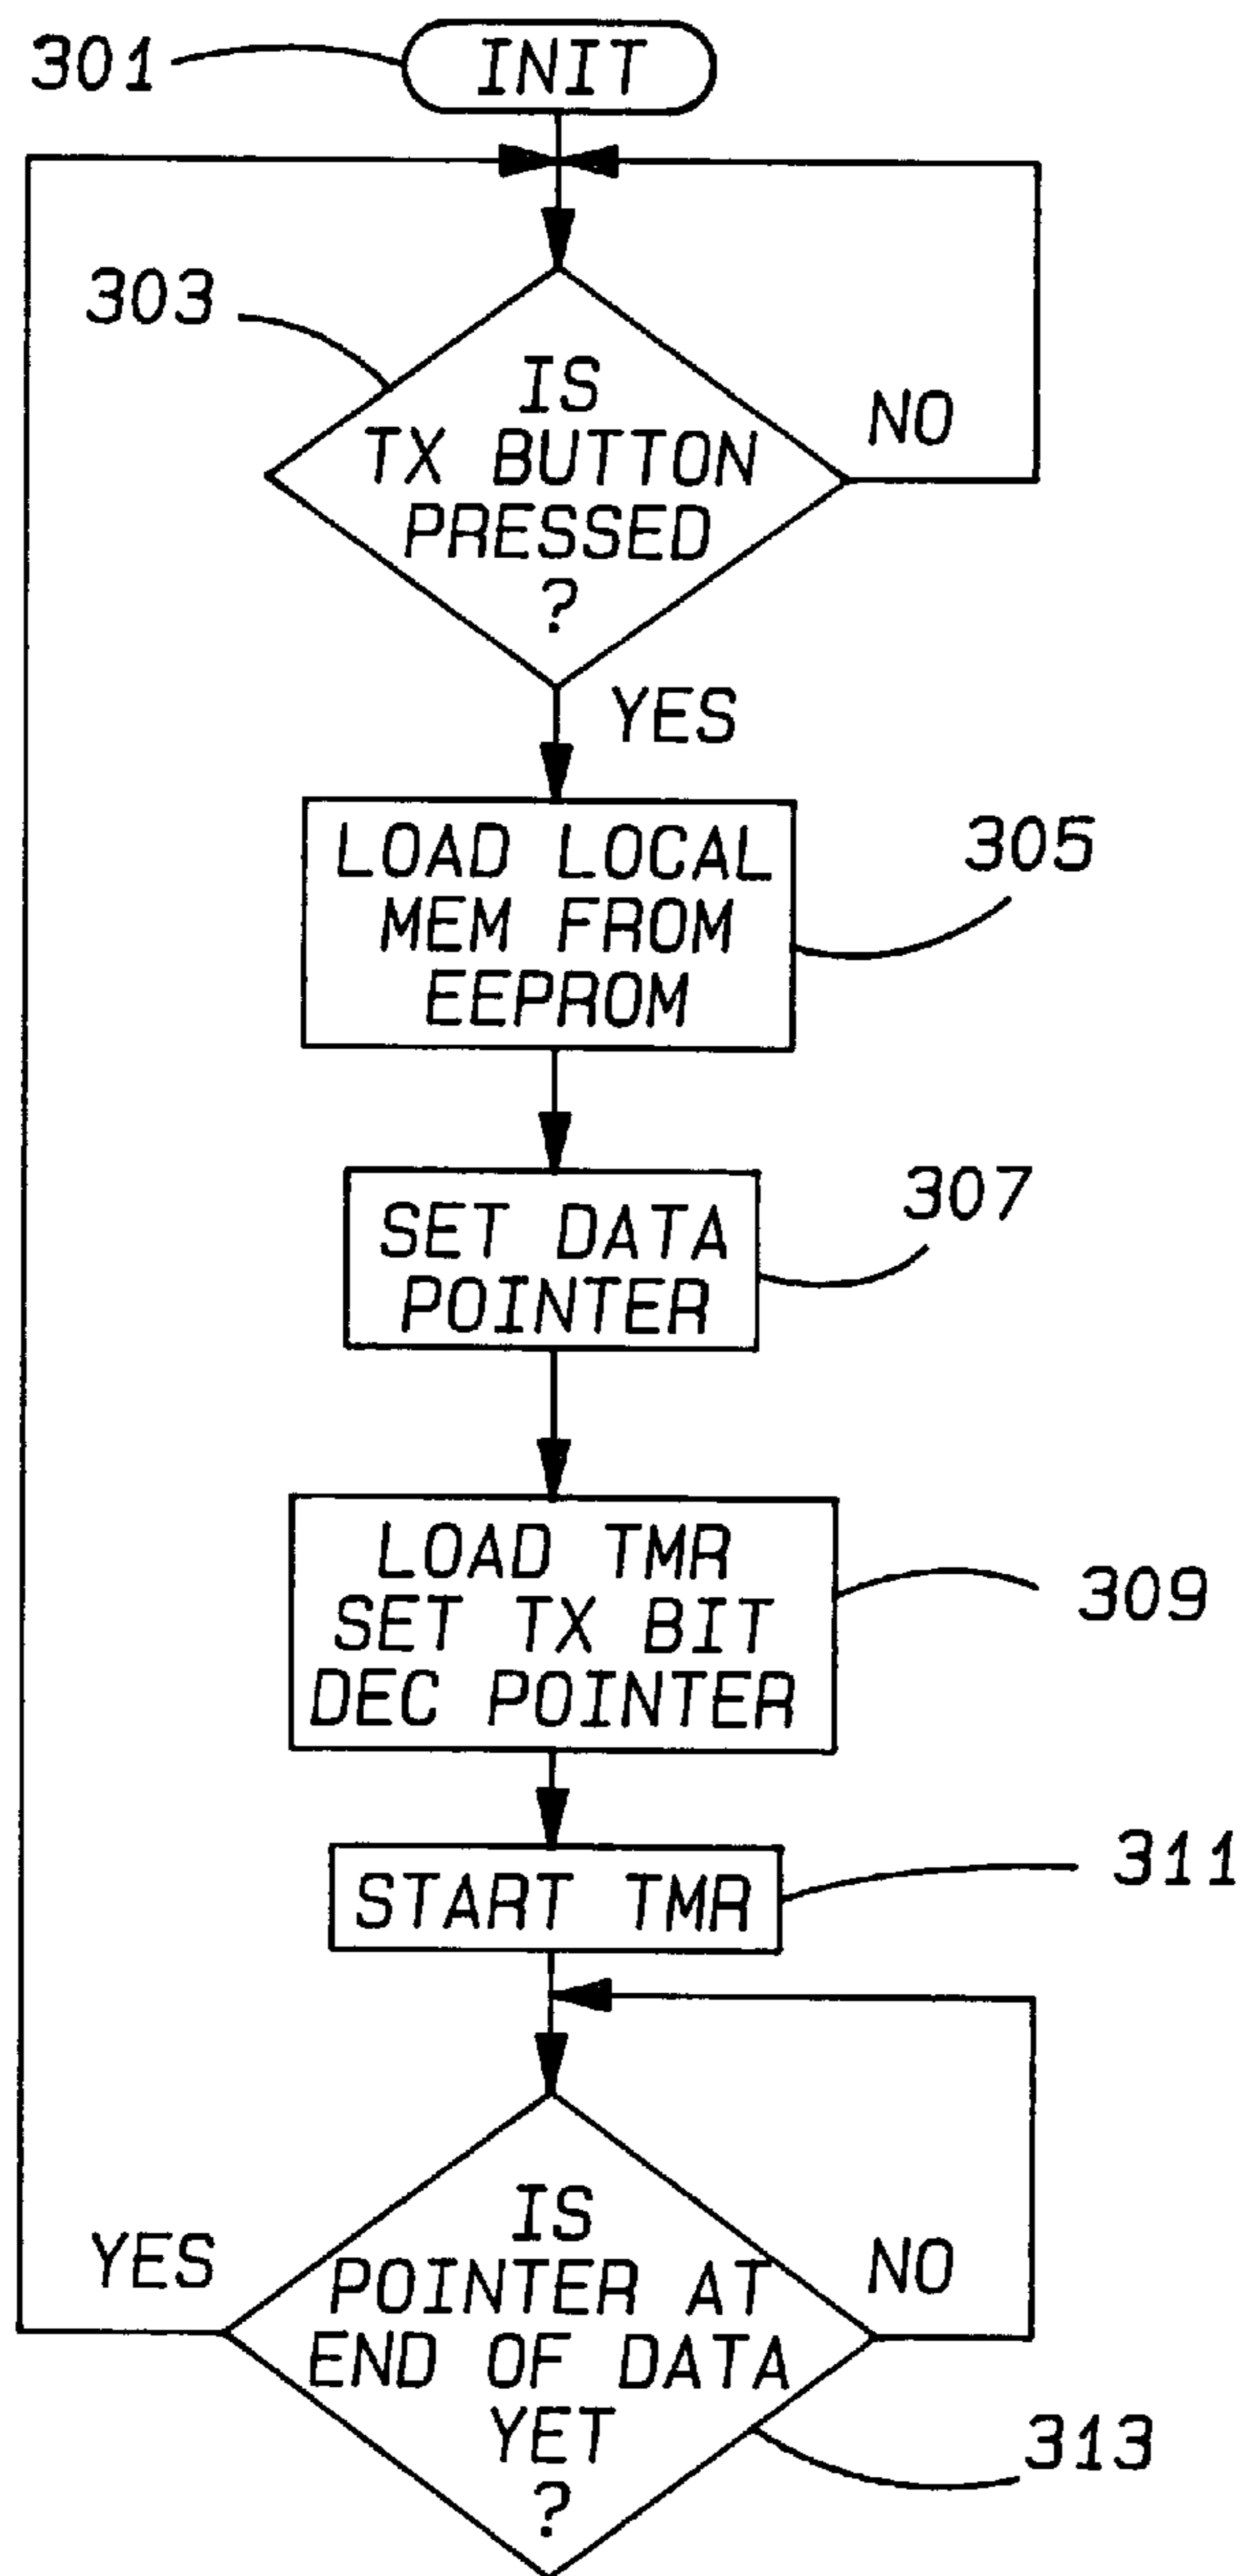 301
INIT
303
IS
TX BUTTON
PRESSED
?
NO
YES
LOAD LOCAL
MEM FROM
EEPROM
305
SET DATA
POINTER
307
LOAD TMR
SET TX BIT
DEC POINTER
309
START TMR
311
IS
POINTER AT
END OF DATA
YET
?
YES
NO
313